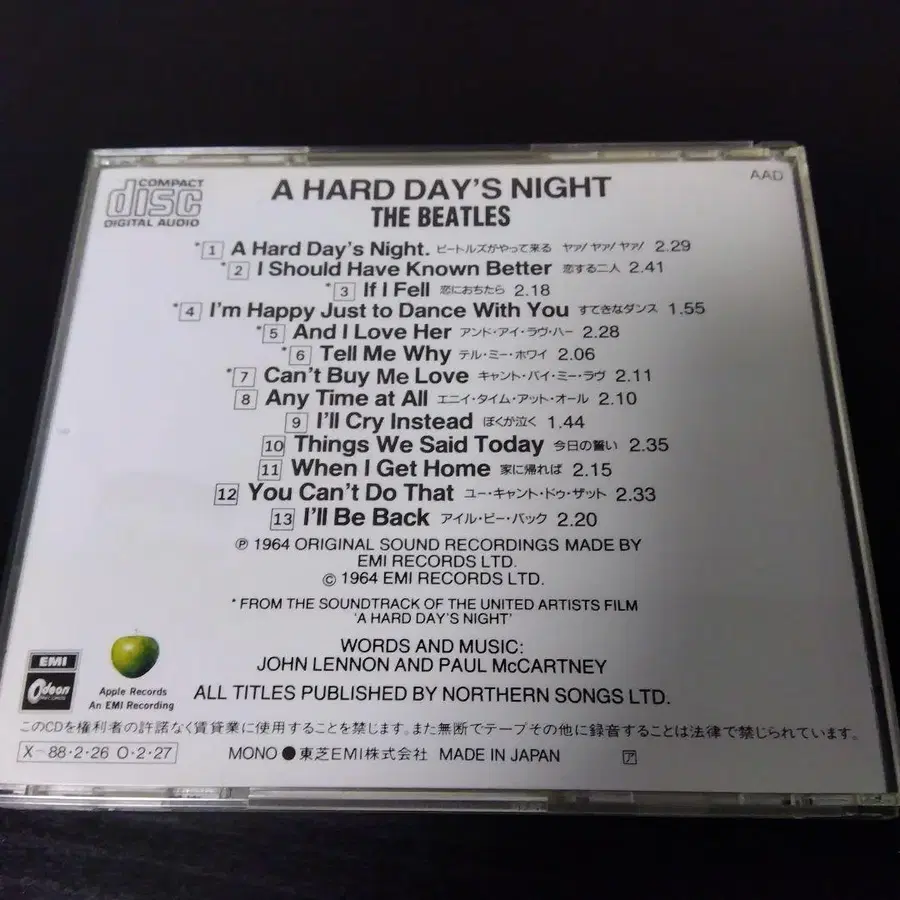 COMPACT
disc
DIGITAL AUDIO
AAD
A HARD DAY'S NIGHT
THE BEATLES
*1 A Hard Day's Night. ビートルズがやって来る ヤァ!ヤァ!ヤァ! 2.29
*2 I Should Have Known Better 恋する二人 2.41
*3 If I Fell 恋におちたら 2.18
*4 I'm Happy Just to Dance With You すてきなダンス 1.55
*5 And I Love Her アンド・アイ・ラヴ・ハー 2.28
*6 Tell Me Why テル・ミー・ホワイ 2.06
*7 Can't Buy Me Love キャント・バイ・ミー・ラヴ 2.11
8 Any Time at All エニイ・タイム・アット・オール 2.10
9 I'll Cry Instead ぼくが泣く 1.44
10 Things We Said Today 今日の誓い 2.35
11 When I Get Home 家に帰れば 2.15
12 You Can't Do That ユー・キャント・ドゥ・ザット 2.33
13 I'll Be Back アイル・ビー・バック 2.20
℗ 1964 ORIGINAL SOUND RECORDINGS MADE BY
EMI RECORDS LTD.
© 1964 EMI RECORDS LTD.
* FROM THE SOUNDTRACK OF THE UNITED ARTISTS FILM
'A HARD DAY'S NIGHT'
WORDS AND MUSIC:
JOHN LENNON AND PAUL McCARTNEY
ALL TITLES PUBLISHED BY NORTHERN SONGS LTD.
EMI
Odeon
RECORDS
Apple Records
An EMI Recording
このCDを権利者の許諾なく賃貸業に使用することを禁じます。また無断でテープその他に録音することは法律で禁じられています。
X-88・2・26 O・2・27
MONO ● 東芝EMI株式会社 MADE IN JAPAN ア